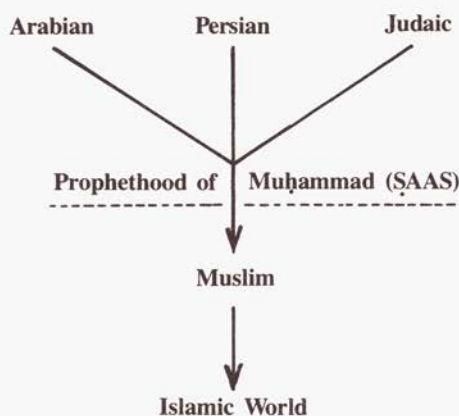 Arabian Persian Judaic
Prophethood of Muḥammad (ṢAAS)
Muslim
Islamic World